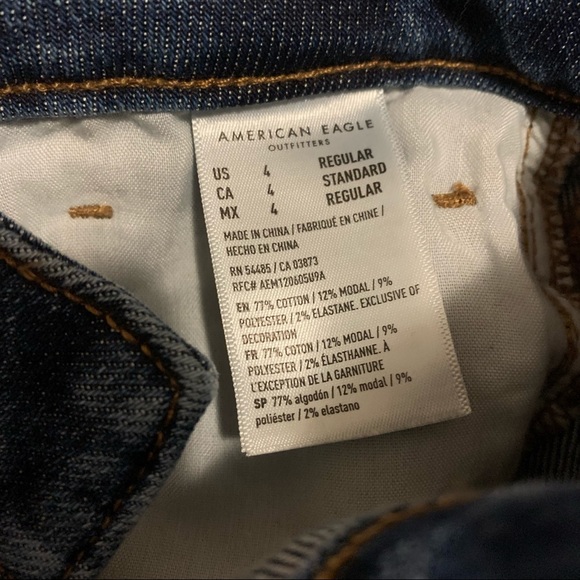 AMERICAN EAGLE
OUTFITTERS
US 4 REGULAR
CA 4 STANDARD
MX 4 REGULAR
MADE IN CHINA / FABRIQUÉ EN CHINE /
HECHO EN CHINA
RN 54485 / CA 03873
RFC# AEM120605U9A
EN 77% COTTON / 12% MODAL / 9%
POLYESTER / 2% ELASTANE. EXCLUSIVE OF
DECORATION
FR 77% COTON / 12% MODAL / 9%
POLYESTER / 2% ÉLASTHANNE. À
L'EXCEPTION DE LA GARNITURE
SP 77% algodón / 12% modal / 9%
poliéster / 2% elastano